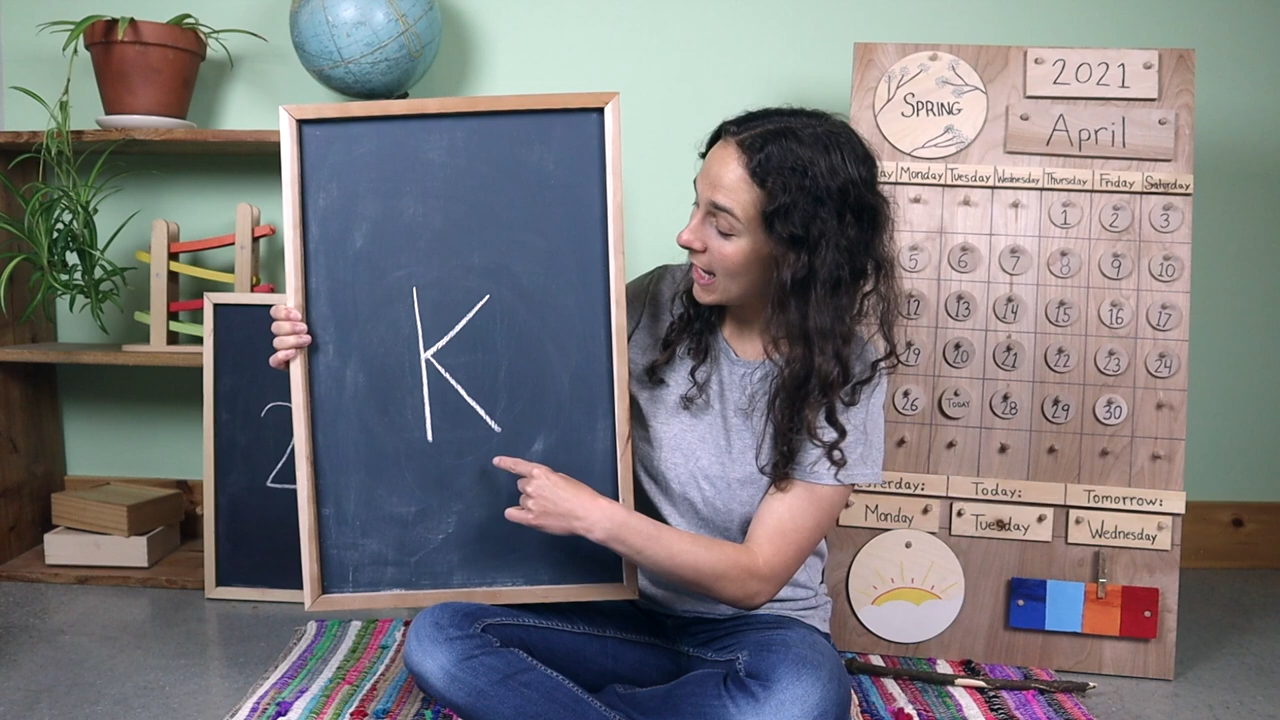 K
2
SPRING
2021
April
Monday Tuesday Wednesday Thursday Friday Saturday
1 2 3
5 6 7 8 9 10
12 13 14 15 16 17
19 20 21 22 23 24
26 TODAY 28 29 30
Today: Tomorrow:
Monday Tuesday Wednesday